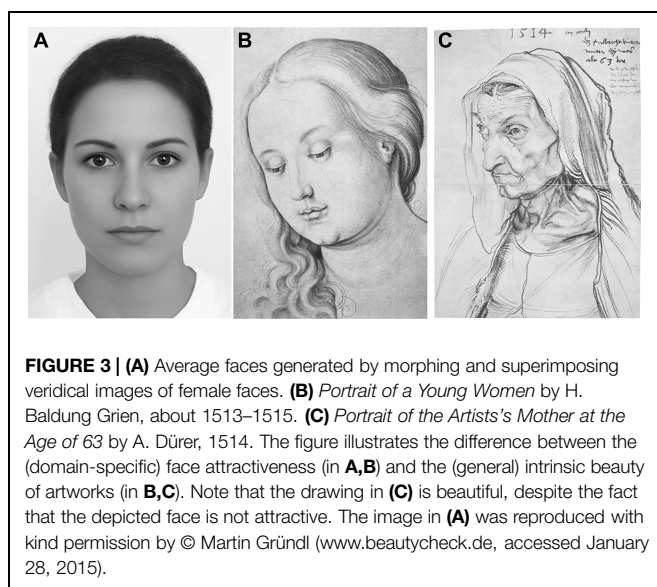 A
B
C
1514
FIGURE 3 | (A) Average faces generated by morphing and superimposing
veridical images of female faces. (B) Portrait of a Young Women by H.
Baldung Grien, about 1513–1515. (C) Portrait of the Artists's Mother at the
Age of 63 by A. Dürer, 1514. The figure illustrates the difference between the
(domain-specific) face attractiveness (in A,B) and the (general) intrinsic beauty
of artworks (in B,C). Note that the drawing in (C) is beautiful, despite the fact
that the depicted face is not attractive. The image in (A) was reproduced with
kind permission by © Martin Gründl (www.beautycheck.de, accessed January
28, 2015).